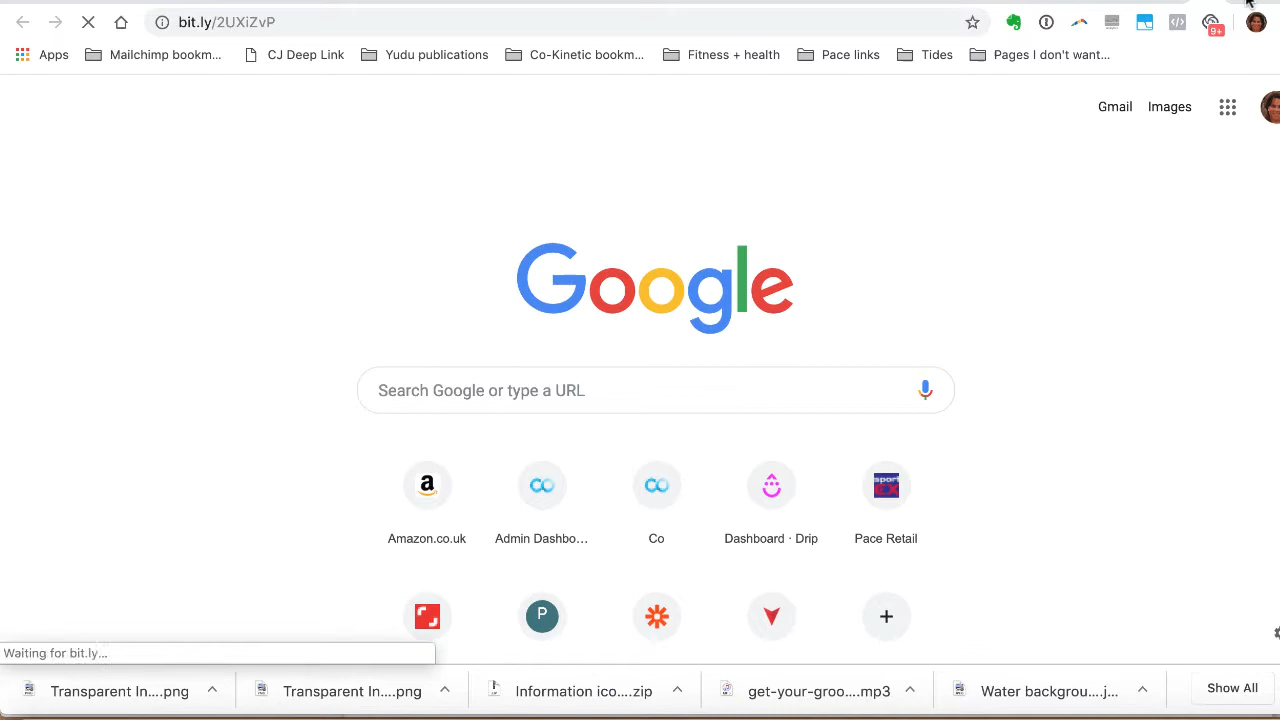 bit.ly/2UXiZvP
9+
Apps Mailchimp bookm... CJ Deep Link Yudu publications Co-Kinetic bookm... Fitness + health Pace links Tides Pages I don't want...
Gmail Images
Google
Search Google or type a URL
a
sport
Amazon.co.uk Admin Dashbo... Co Dashboard · Drip Pace Retail
P
Waiting for bit.ly...
Transparent In....png Transparent In....png Information ico....zip get-your-groo....mp3 Water backgrou....j... Show All